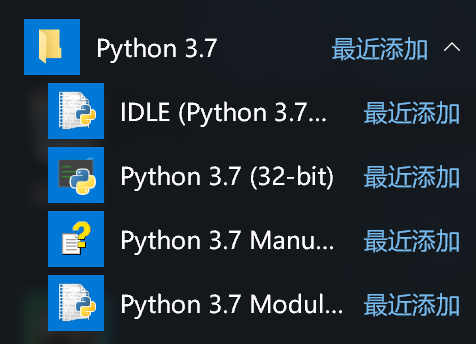 Python 3.7 最近添加
IDLE (Python 3.7... 最近添加
Python 3.7 (32-bit) 最近添加
Python 3.7 Manu... 最近添加
Python 3.7 Modul... 最近添加